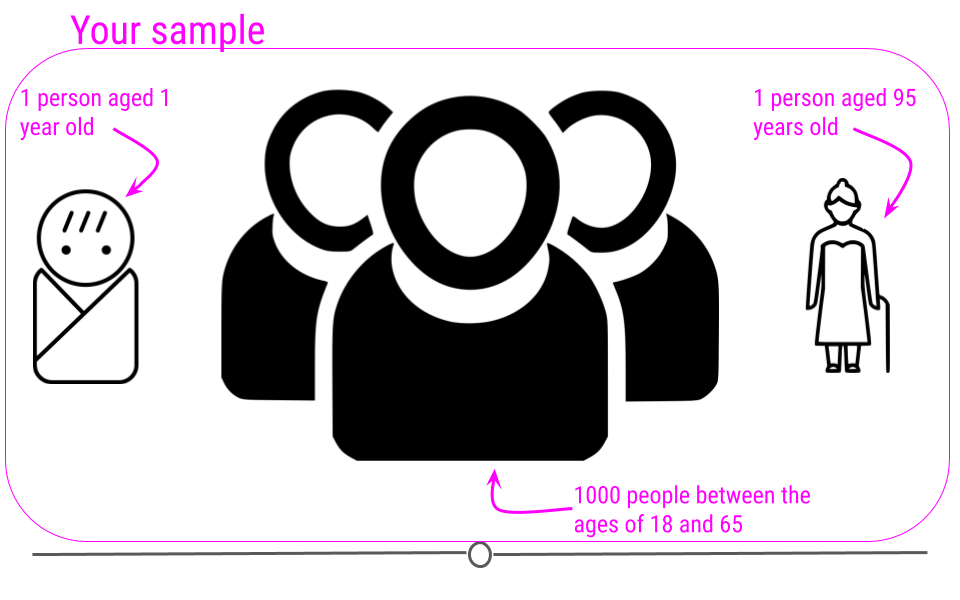 Your sample
1 person aged 1
year old
1 person aged 95
years old
1000 people between the
ages of 18 and 65